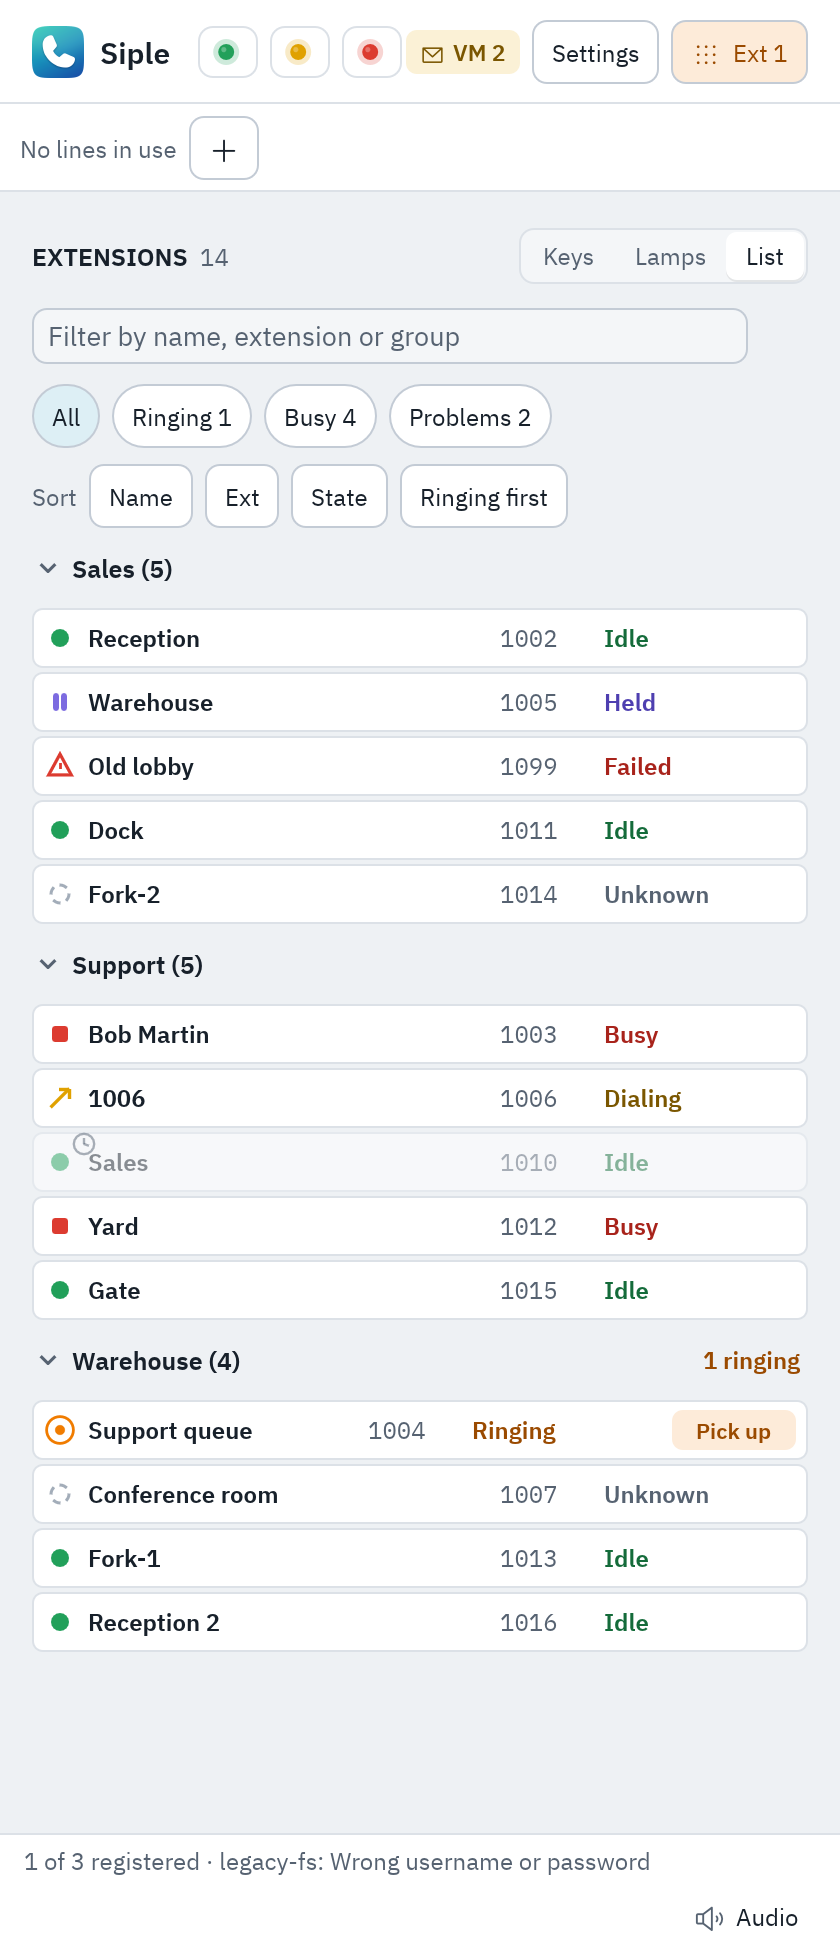 Siple VM 2 Settings Ext 1
No lines in use
EXTENSIONS 14 Keys Lamps List
Filter by name, extension or group
All Ringing 1 Busy 4 Problems 2
Sort Name Ext State Ringing first
Sales (5)
Reception 1002 Idle
Warehouse 1005 Held
Old lobby 1099 Failed
Dock 1011 Idle
Fork-2 1014 Unknown
Support (5)
Bob Martin 1003 Busy
1006 1006 Dialing
Sales 1010 Idle
Yard 1012 Busy
Gate 1015 Idle
Warehouse (4) 1 ringing
Support queue 1004 Ringing Pick up
Conference room 1007 Unknown
Fork-1 1013 Idle
Reception 2 1016 Idle
1 of 3 registered · legacy-fs: Wrong username or password
Audio